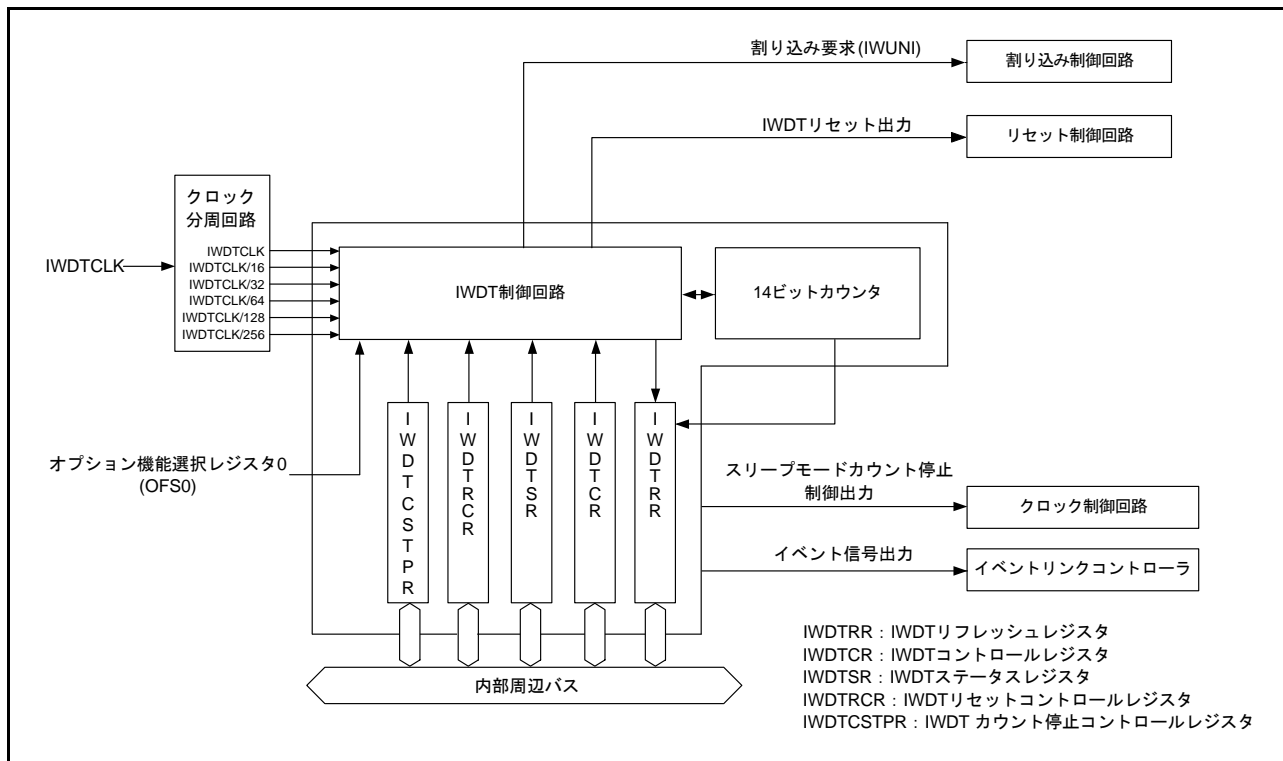 割り込み要求(IWUNI)
割り込み制御回路
IWDTリセット出力
リセット制御回路
クロック
分周回路
IWDTCLK
IWDTCLK
IWDTCLK/16
IWDTCLK/32
IWDTCLK/64
IWDTCLK/128
IWDTCLK/256
IWDT制御回路
14ビットカウンタ
オプション機能選択レジスタ0
(OFS0)
IWDTCSTPR
IWDTRCR
IWDTSR
IWDTCR
IWDTRR
スリープモードカウント停止
制御出力
クロック制御回路
イベント信号出力
イベントリンクコントローラ
内部周辺バス
IWDTRR：IWDTリフレッシュレジスタ
IWDTCR：IWDTコントロールレジスタ
IWDTSR：IWDTステータスレジスタ
IWDTRCR：IWDTリセットコントロールレジスタ
IWDTCSTPR：IWDT カウント停止コントロールレジスタ